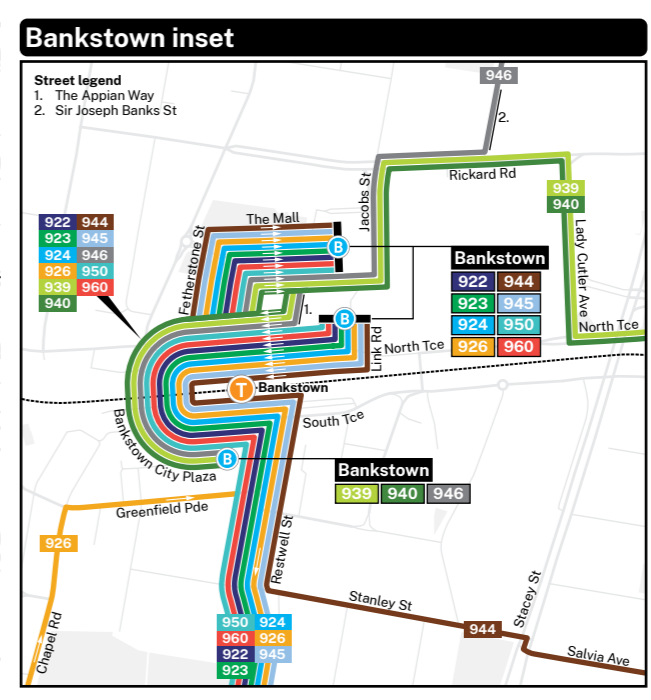 Bankstown inset
Street legend
1. The Appian Way
2. Sir Joseph Banks St
946
2.
Rickard Rd
939
940
Jacobs St
Lady Cutler Ave
North Tce
The Mall
Fetherstone St
B
922 944
923 945
924 946
926 950
939 960
940
Bankstown
922 944
923 945
924 950
926 960
1.
B
Link Rd
North Tce
T Bankstown
South Tce
Bankstown City Plaza
B
Bankstown
939 940 946
Greenfield Pde
926
Chapel Rd
Restwell St
Stanley St
944
Stacey St
Salvia Ave
950 924
960 926
922 945
923